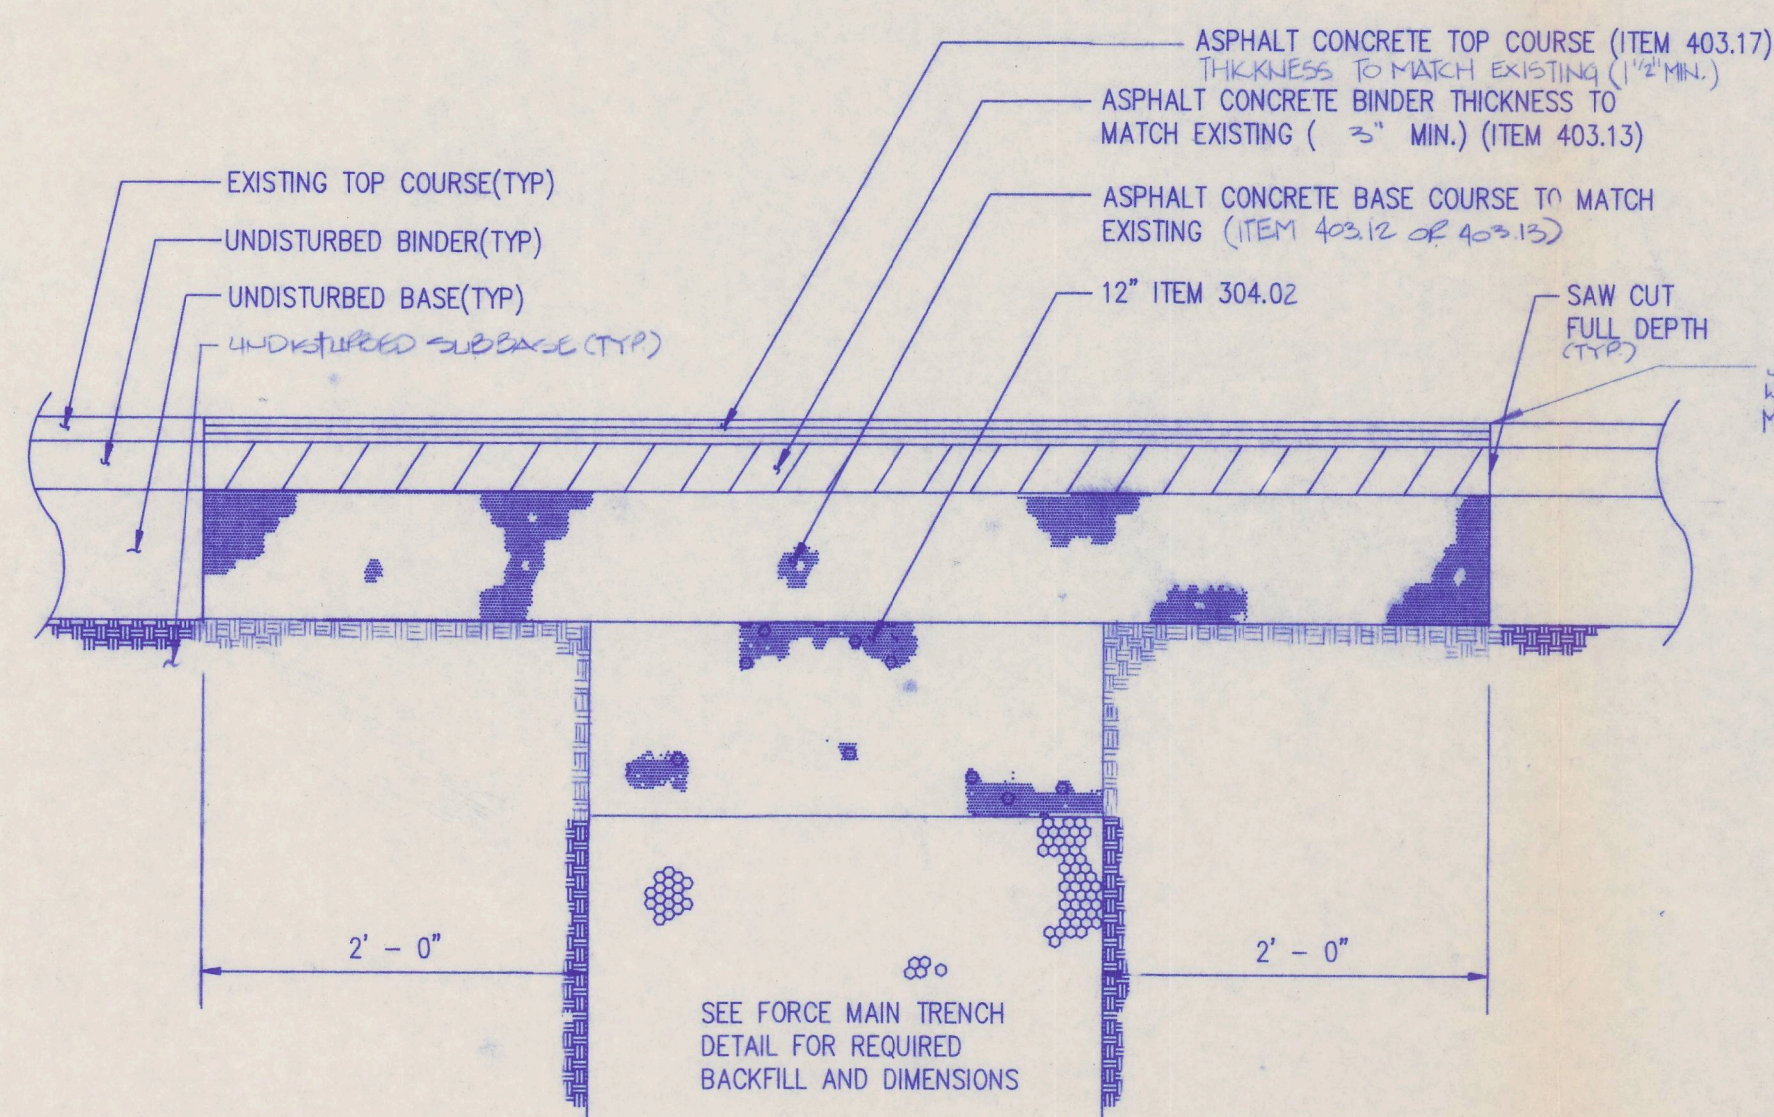 ASPHALT CONCRETE TOP COURSE (ITEM 403.17)
THICKNESS TO MATCH EXISTING (1 1/2" MIN.)
ASPHALT CONCRETE BINDER THICKNESS TO
MATCH EXISTING ( 3" MIN.) (ITEM 403.13)
EXISTING TOP COURSE(TYP)
ASPHALT CONCRETE BASE COURSE TO MATCH
EXISTING (ITEM 403.12 OR 403.13)
UNDISTURBED BINDER(TYP)
UNDISTURBED BASE(TYP)
12" ITEM 304.02
SAW CUT
FULL DEPTH
(TYP.)
UNDISTURBED SUBBASE (TYP.)
2' - 0"
2' - 0"
SEE FORCE MAIN TRENCH
DETAIL FOR REQUIRED
BACKFILL AND DIMENSIONS